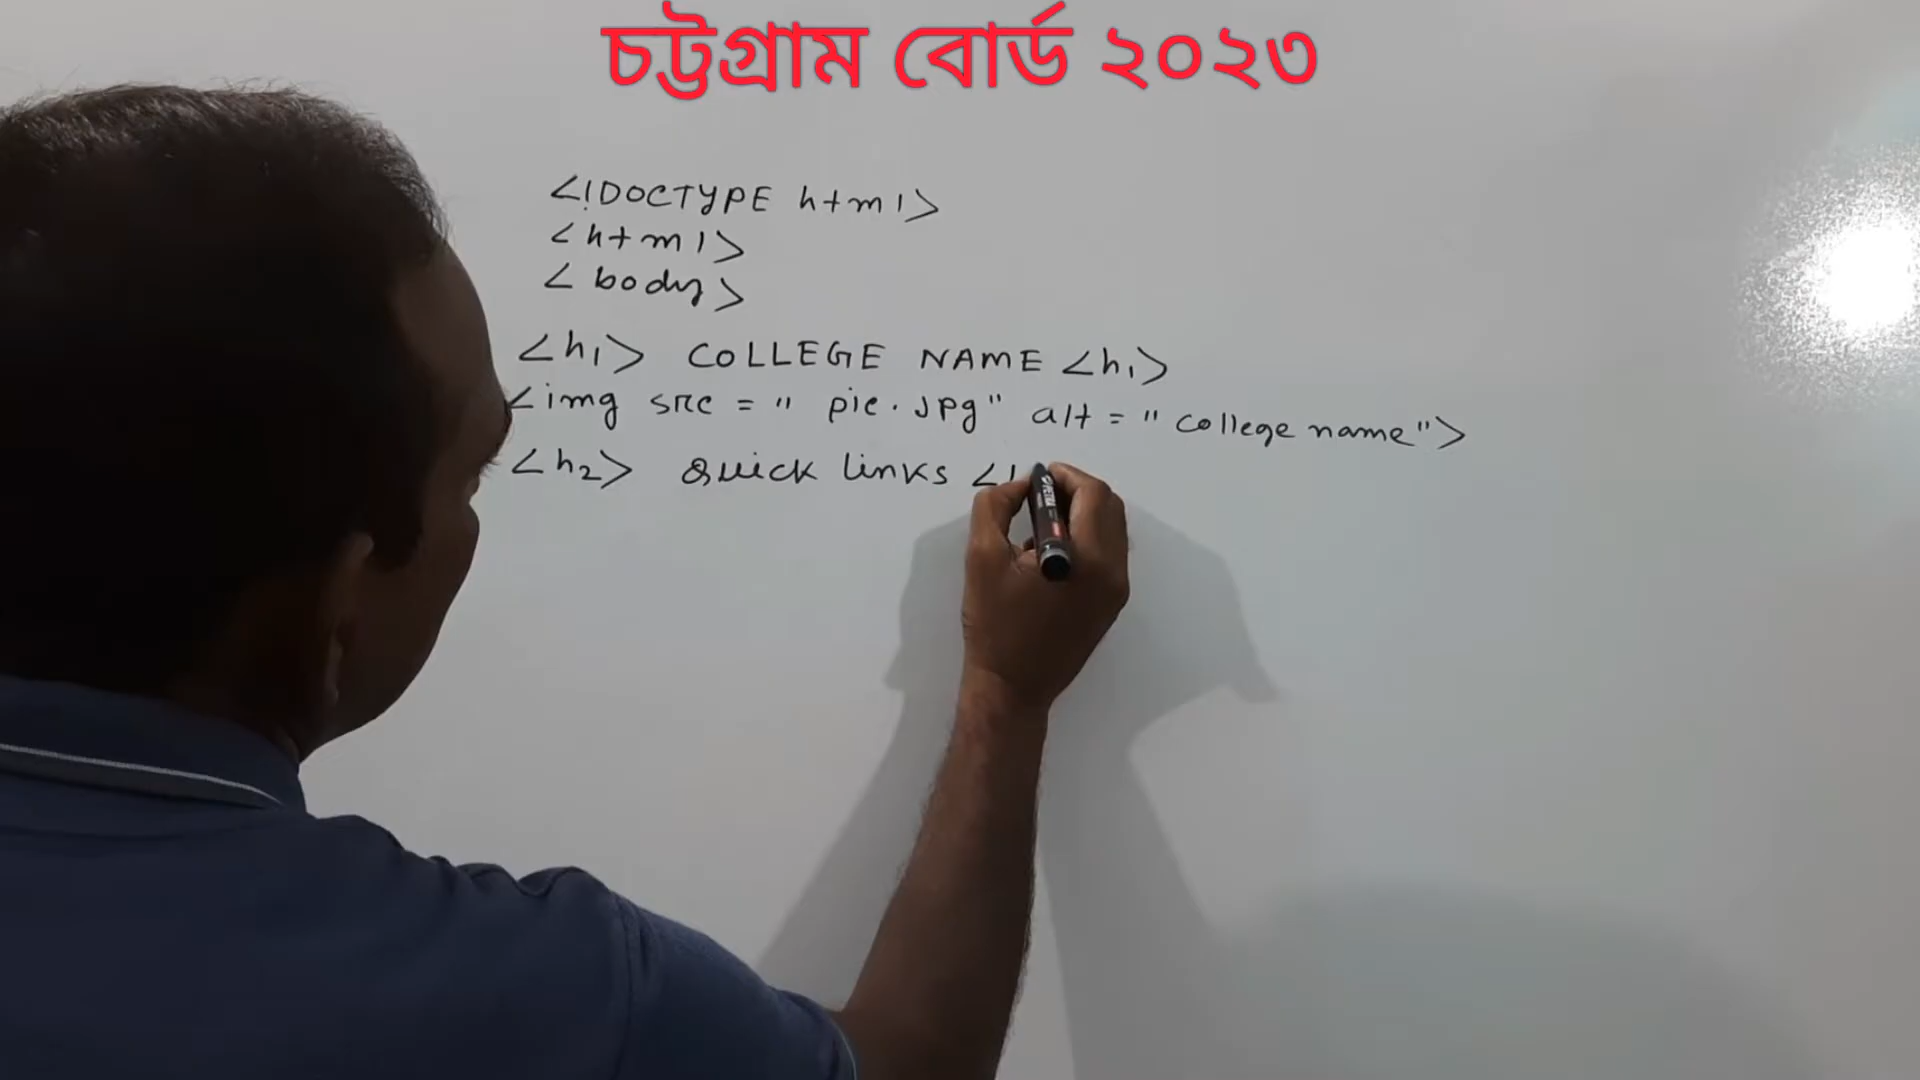 চট্টগ্রাম বোর্ড ২০২৩
<!DOCTYPE html>
<html>
<body>
<h1> COLLEGE NAME <h1>
<img src = " pic.jpg" alt = "college name">
<h2> Quick links <